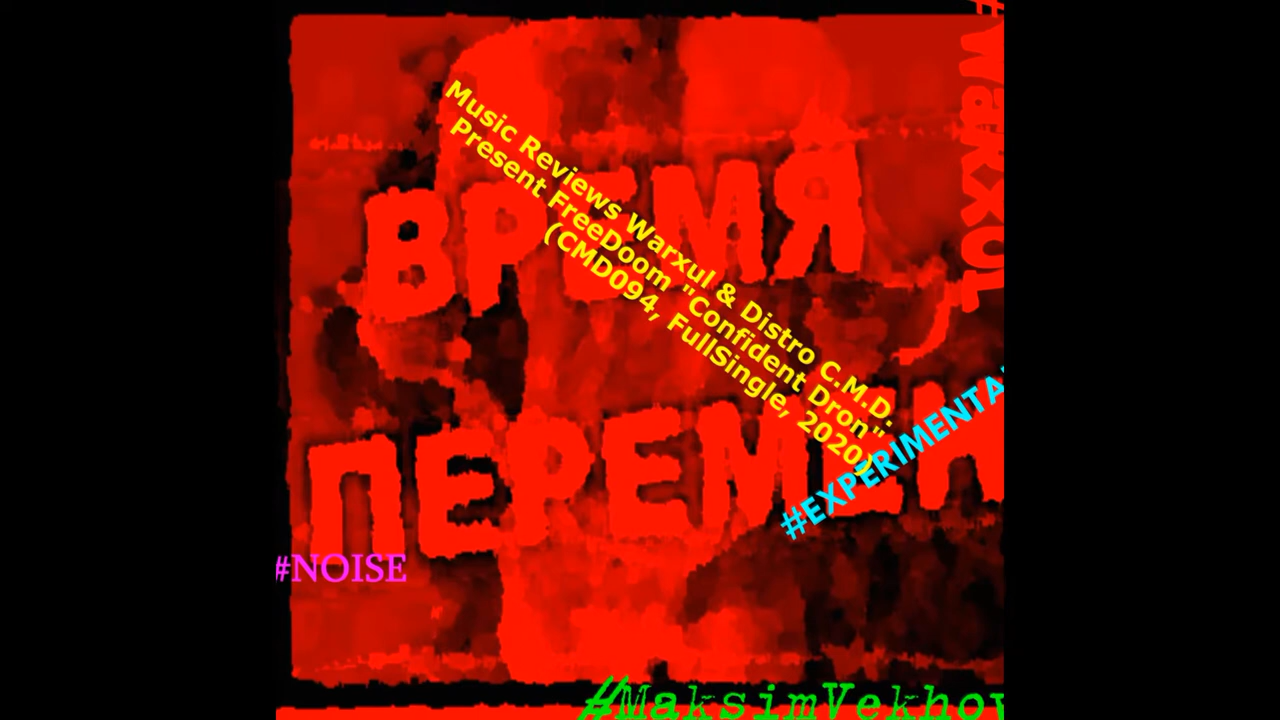 #Warxul
Music Reviews Warxul & Distro C.M.D.
Present FreeDoom "Confident Dron"
(CMD094, FullSingle, 2020)
ВРЕМЯ
ПЕРЕМЕН
#EXPERIMENTA
#NOISE
#MaksimVekhov